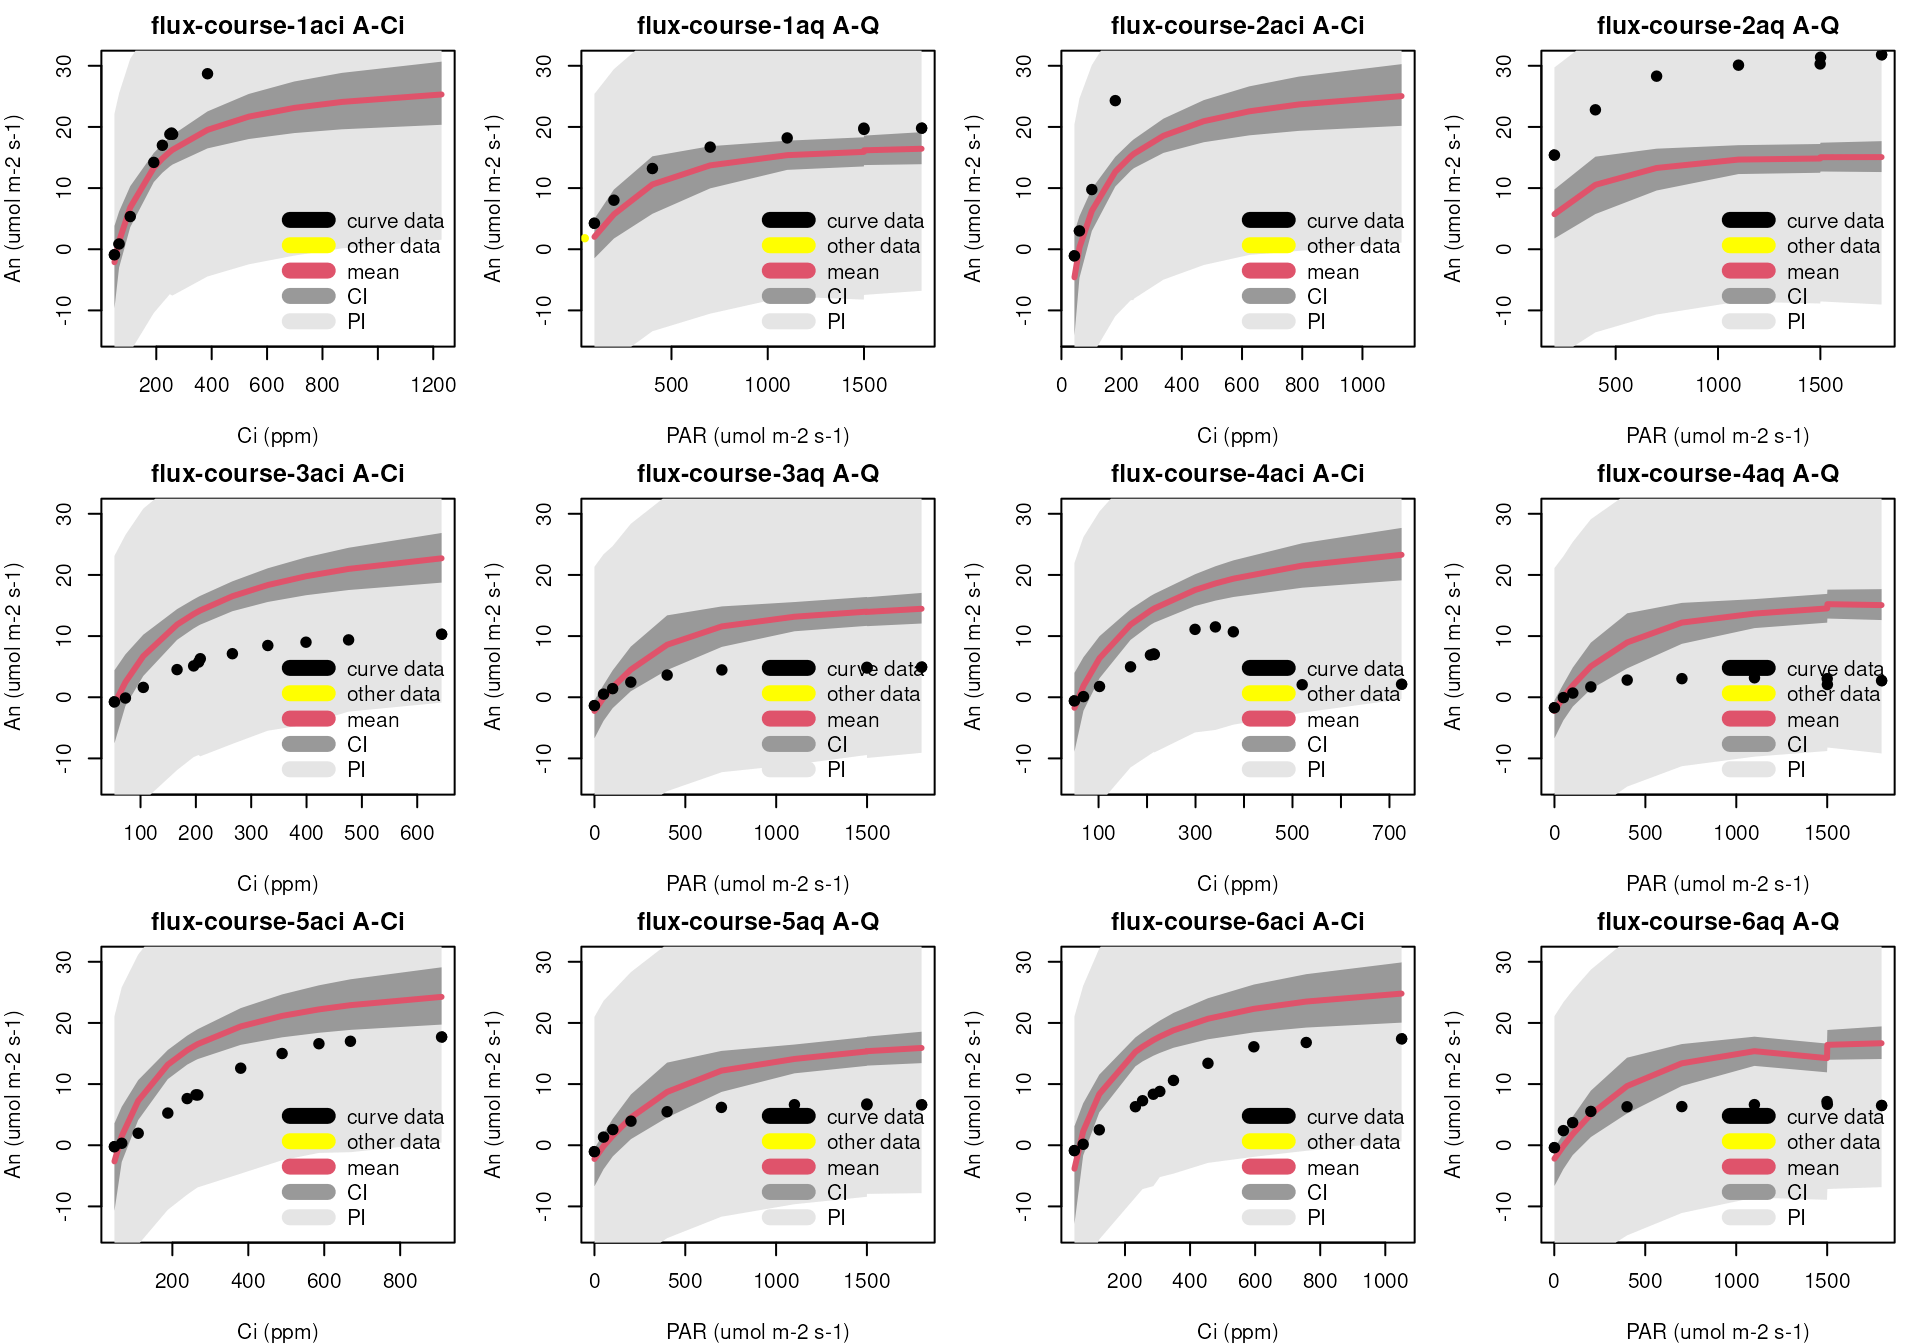 flux-course-1aci A-Ci
An (umol m-2 s-1)
30
20
10
0
-10
curve data
other data
mean
CI
PI
200 400 600 800 1200
Ci (ppm)
flux-course-1aq A-Q
An (umol m-2 s-1)
30
20
10
0
-10
curve data
other data
mean
CI
PI
500 1000 1500
PAR (umol m-2 s-1)
flux-course-2aci A-Ci
An (umol m-2 s-1)
30
20
10
0
-10
curve data
other data
mean
CI
PI
0 200 400 600 800 1000
Ci (ppm)
flux-course-2aq A-Q
An (umol m-2 s-1)
30
20
10
0
-10
curve data
other data
mean
CI
PI
500 1000 1500
PAR (umol m-2 s-1)
flux-course-3aci A-Ci
An (umol m-2 s-1)
30
20
10
0
-10
curve data
other data
mean
CI
PI
100 200 300 400 500 600
Ci (ppm)
flux-course-3aq A-Q
An (umol m-2 s-1)
30
20
10
0
-10
curve data
other data
mean
CI
PI
0 500 1000 1500
PAR (umol m-2 s-1)
flux-course-4aci A-Ci
An (umol m-2 s-1)
30
20
10
0
-10
curve data
other data
mean
CI
PI
100 300 500 700
Ci (ppm)
flux-course-4aq A-Q
An (umol m-2 s-1)
30
20
10
0
-10
curve data
other data
mean
CI
PI
0 500 1000 1500
PAR (umol m-2 s-1)
flux-course-5aci A-Ci
An (umol m-2 s-1)
30
20
10
0
-10
curve data
other data
mean
CI
PI
200 400 600 800
Ci (ppm)
flux-course-5aq A-Q
An (umol m-2 s-1)
30
20
10
0
-10
curve data
other data
mean
CI
PI
0 500 1000 1500
PAR (umol m-2 s-1)
flux-course-6aci A-Ci
An (umol m-2 s-1)
30
20
10
0
-10
curve data
other data
mean
CI
PI
200 400 600 800 1000
Ci (ppm)
flux-course-6aq A-Q
An (umol m-2 s-1)
30
20
10
0
-10
curve data
other data
mean
CI
PI
0 500 1000 1500
PAR (umol m-2 s-1)